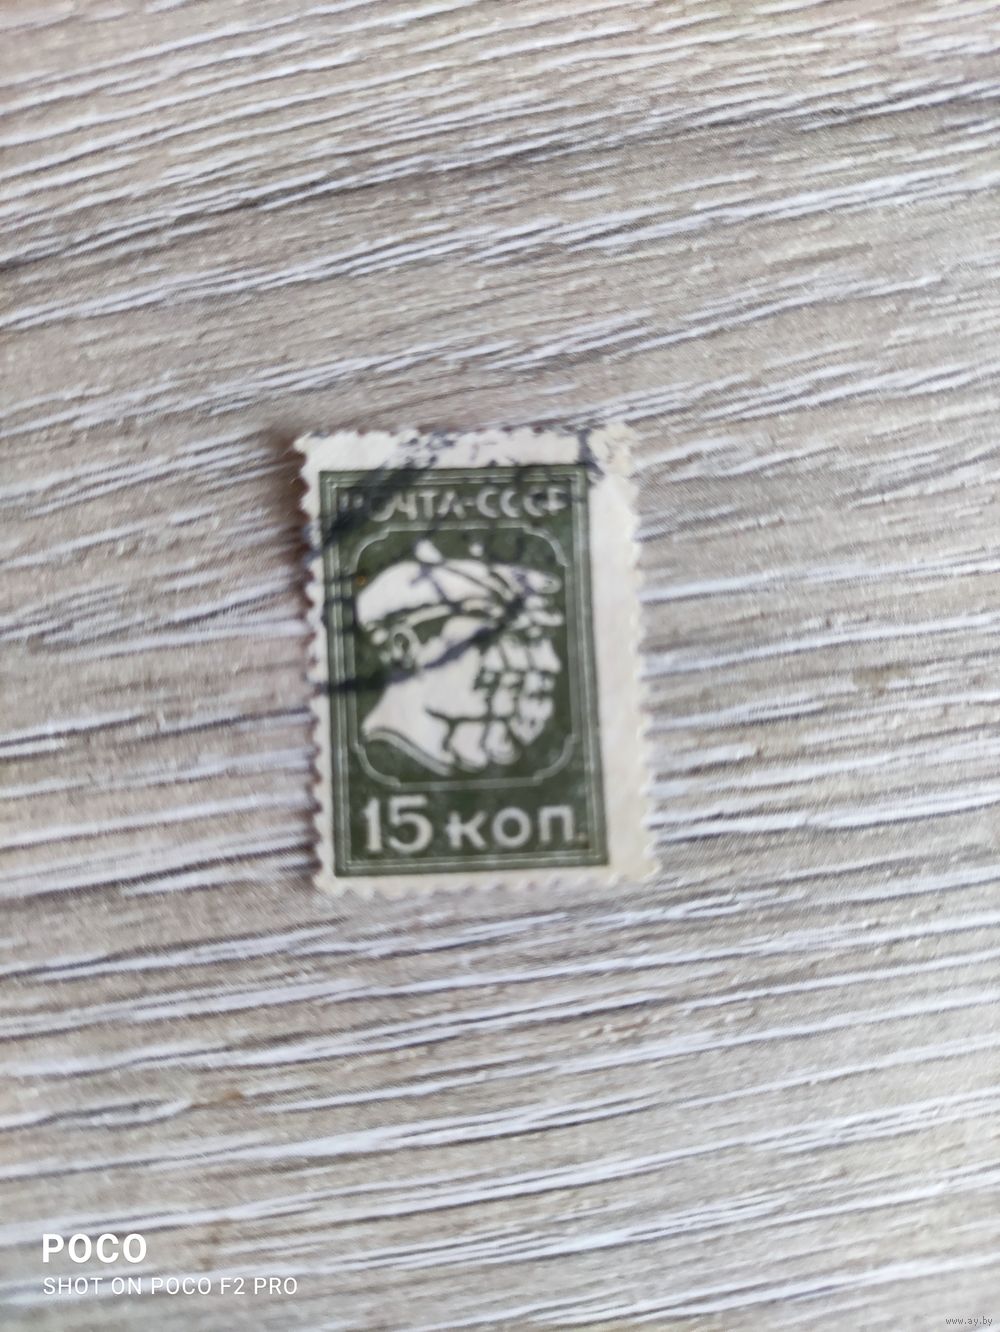 ПОЧТА-СССР
15 коп.
POCO
SHOT ON POCO F2 PRO
www.ay.by